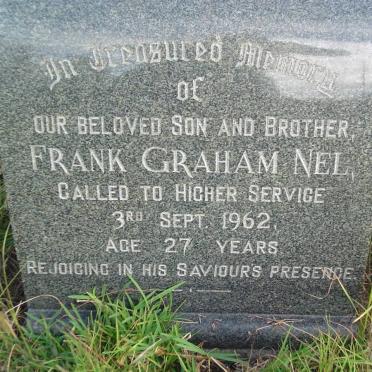 In Treasured Memory
of
OUR BELOVED SON AND BROTHER,
FRANK GRAHAM NEL,
CALLED TO HIGHER SERVICE
3RD SEPT. 1962,
AGE 27 YEARS
REJOICING IN HIS SAVIOURS PRESENCE.